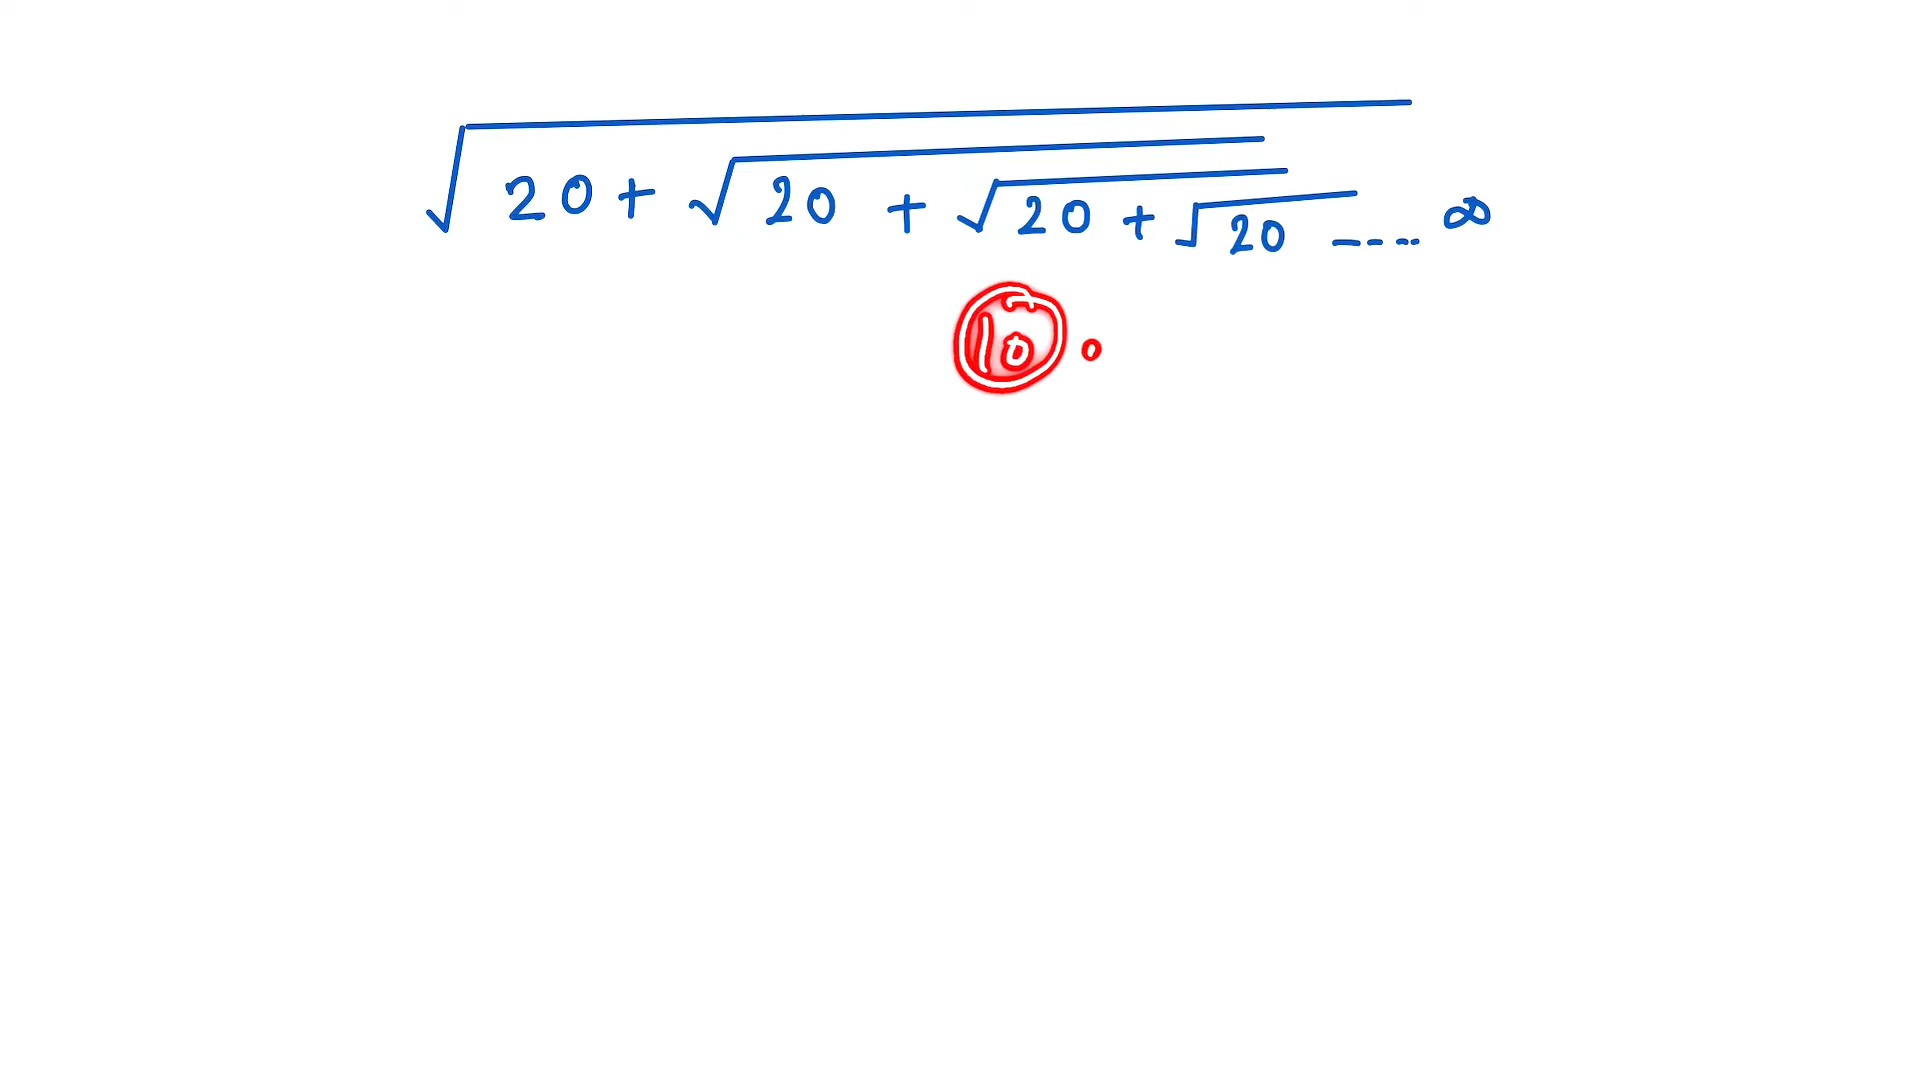 √20 + √20 + √20 + √20 ---- ∞
10